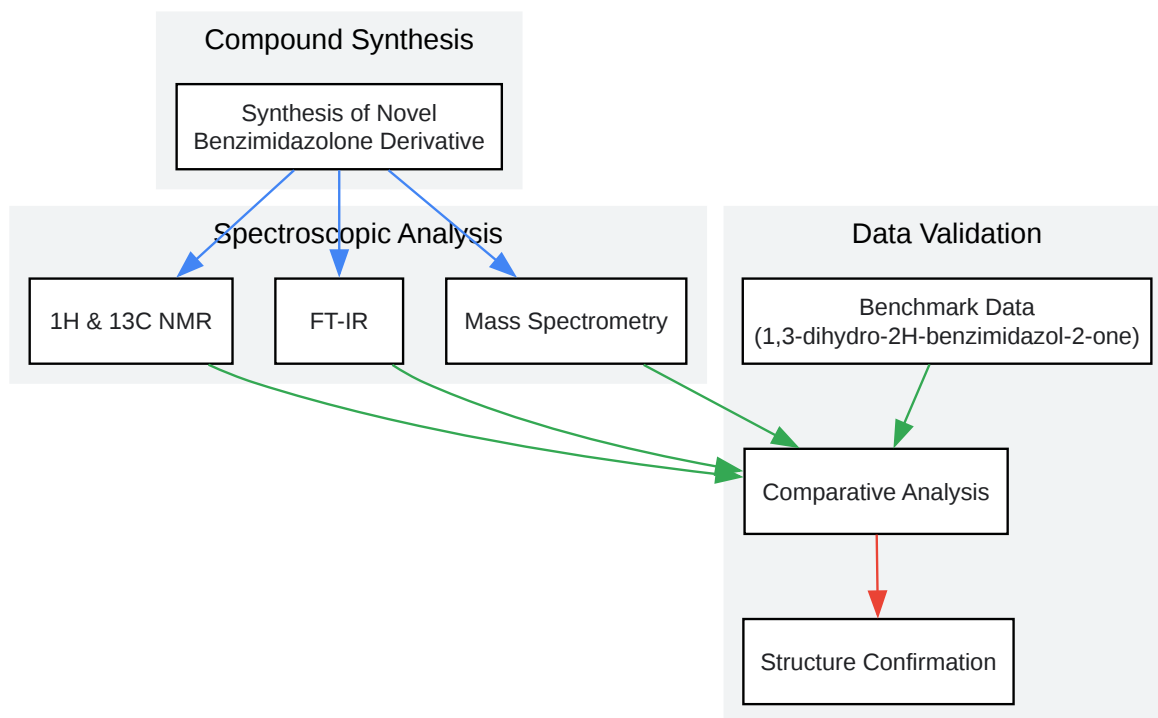 Compound Synthesis
Synthesis of Novel
Benzimidazolone Derivative
Spectroscopic Analysis
1H & 13C NMR
FT-IR
Mass Spectrometry
Data Validation
Benchmark Data
(1,3-dihydro-2H-benzimidazol-2-one)
Comparative Analysis
Structure Confirmation